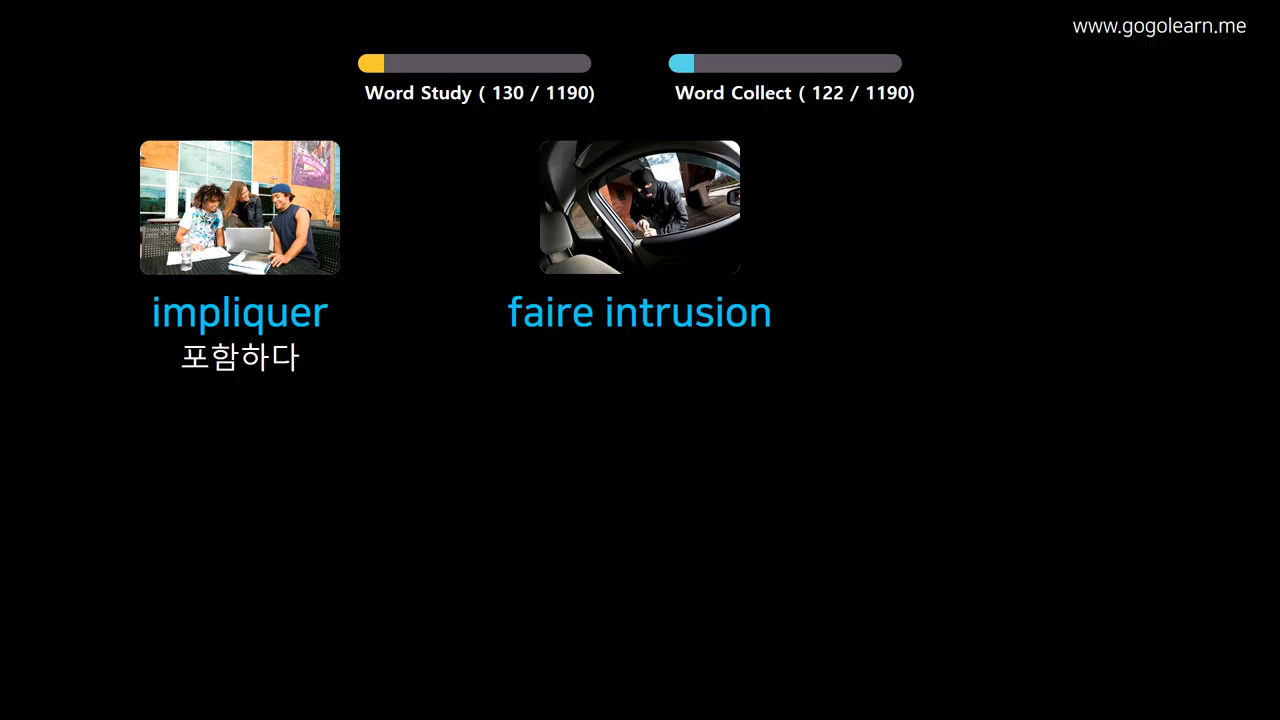 www.gogolearn.me
Word Study ( 130 / 1190)
Word Collect ( 122 / 1190)
impliquer
포함하다
faire intrusion